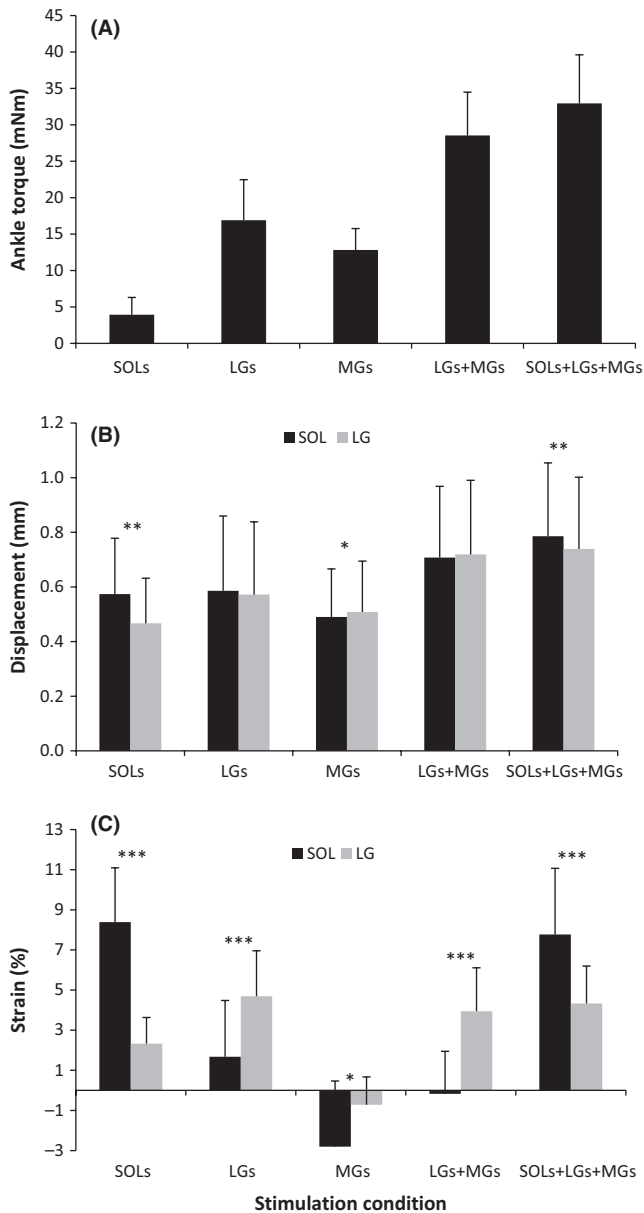 (A)
Ankle torque (mNm)
45
40
35
30
25
20
15
10
5
0
SOLs LGs MGs LGs+MGs SOLs+LGs+MGs
(B)
SOL LG
Displacement (mm)
1.2
1.0
0.8
0.6
0.4
0.2
0.0
** * **
SOLs LGs MGs LGs+MGs SOLs+LGs+MGs
(C)
SOL LG
Strain (%)
13
11
9
7
5
3
1
–1
–3
*** *** * *** ***
SOLs LGs MGs LGs+MGs SOLs+LGs+MGs
Stimulation condition